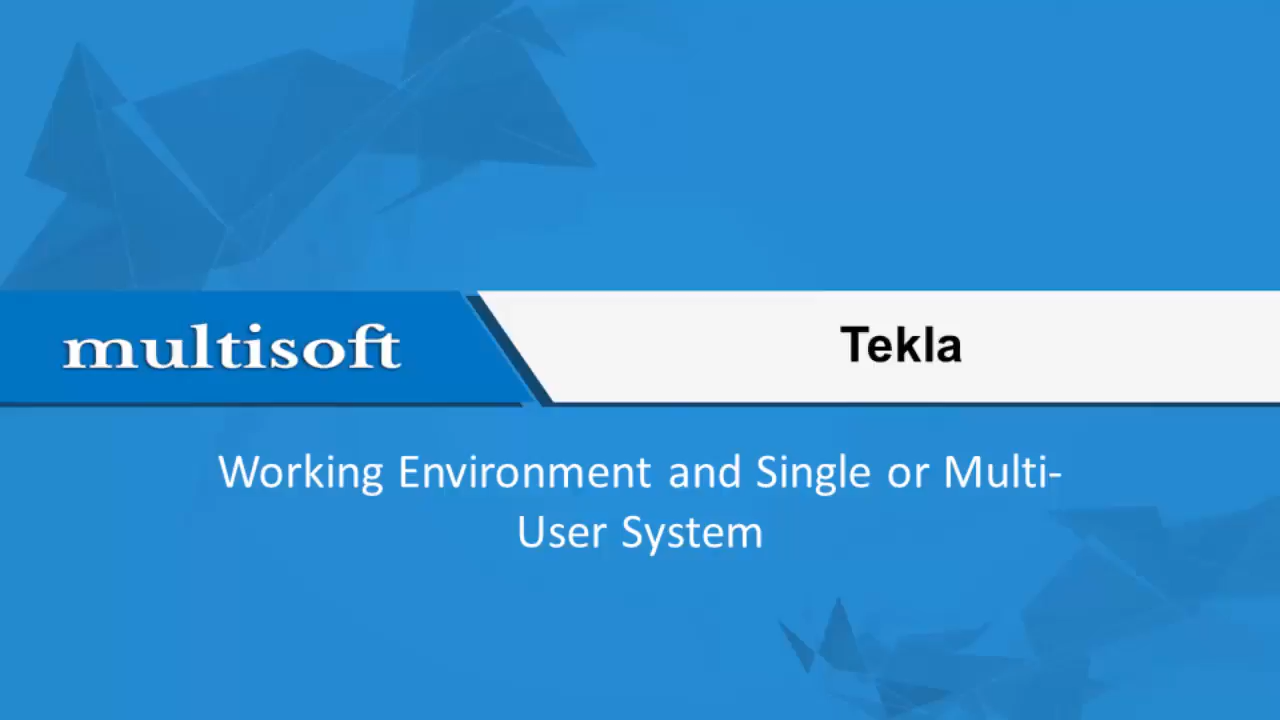 multisoft
Tekla
Working Environment and Single or Multi-
User System